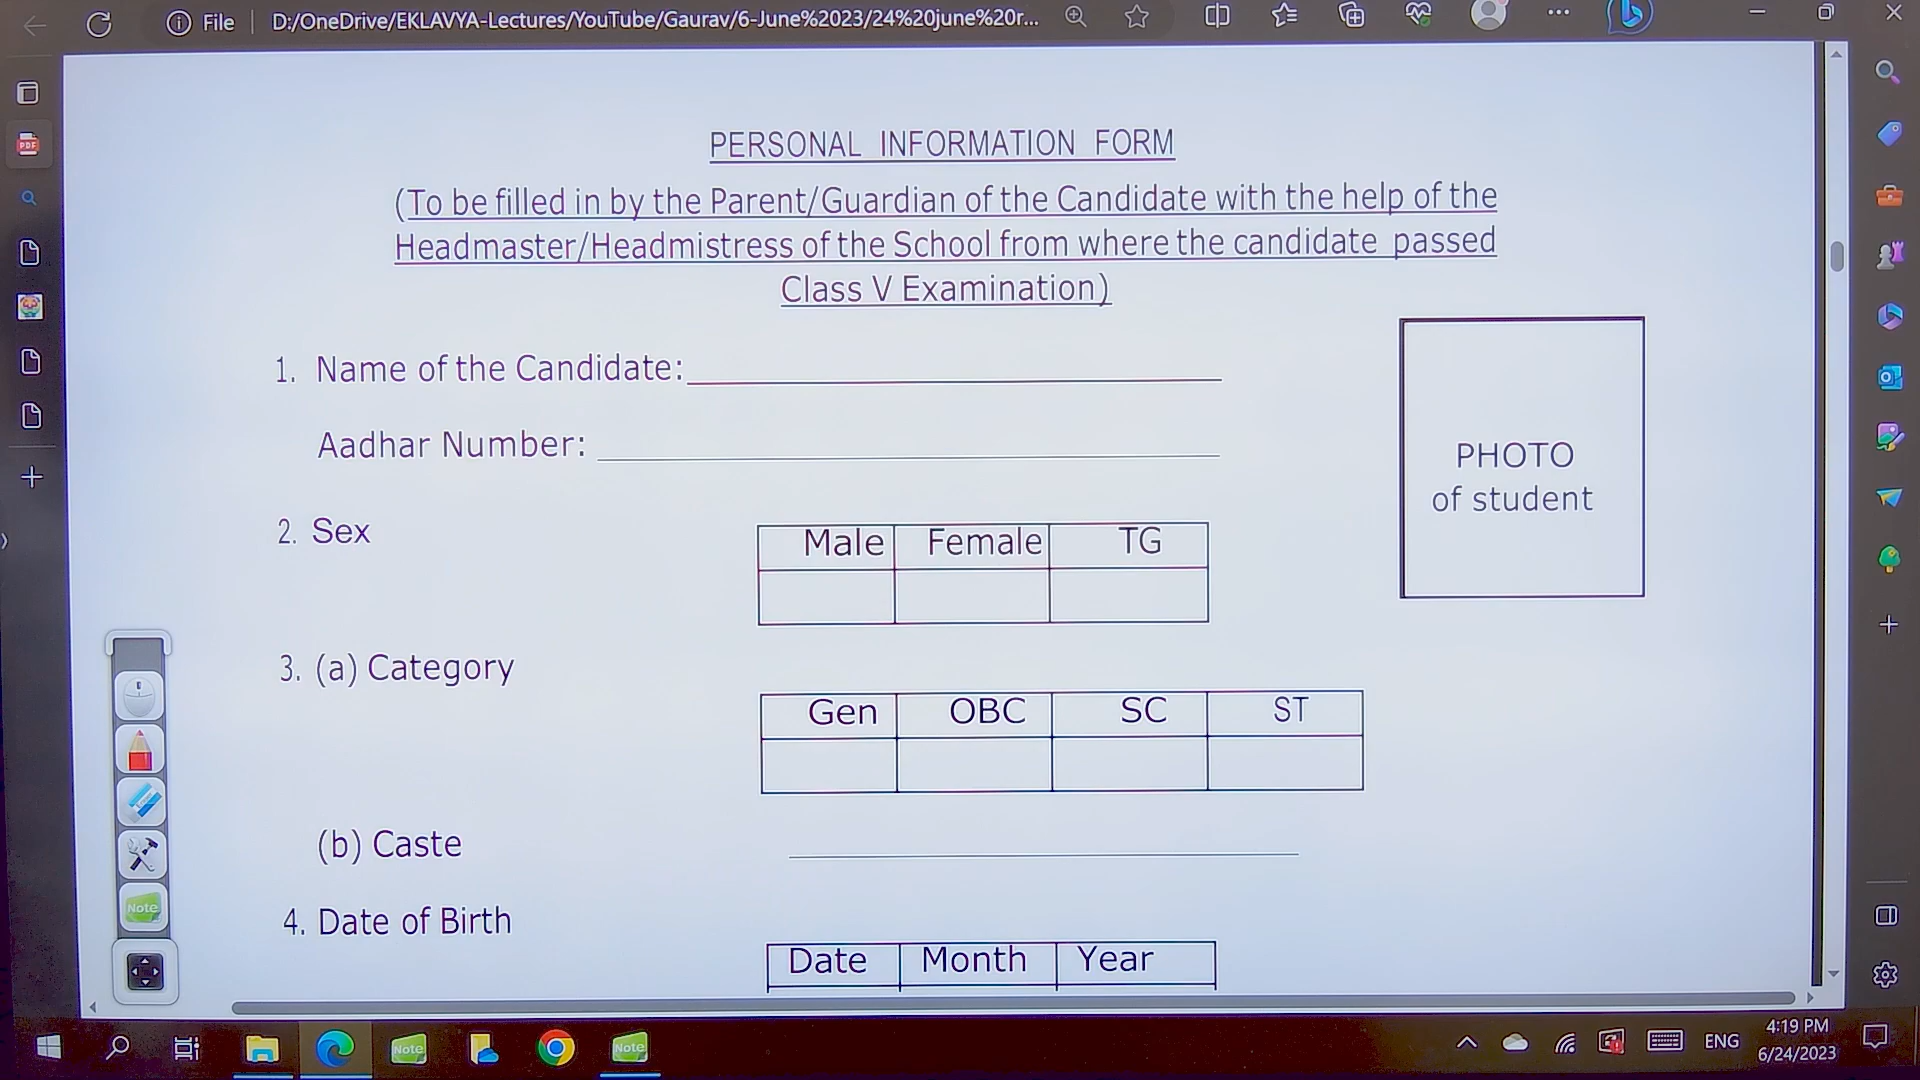 File
D:/OneDrive/EKLAVYA-Lectures/YouTube/Gaurav/6-June%2023/24%20june%20r...
PERSONAL INFORMATION FORM
(To be filled in by the Parent/Guardian of the Candidate with the help of the
Headmaster/Headmistress of the School from where the candidate passed
Class V Examination)
1. Name of the Candidate:
Aadhar Number:
PHOTO
of student
2. Sex
Male Female TG
3. (a) Category
Gen OBC SC ST
(b) Caste
4. Date of Birth
Date Month Year
PDF
Note
Note
Note
ENG
4:19 PM
6/24/2023